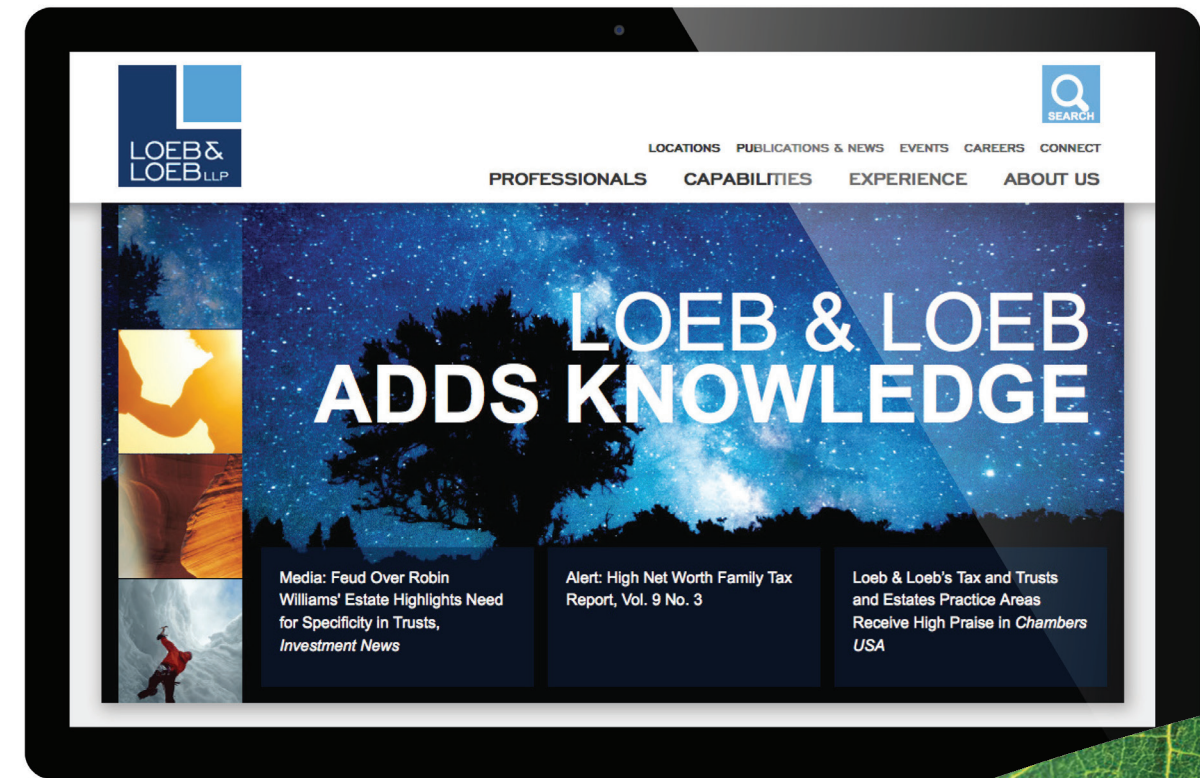 LOEB &
LOEB LLP
SEARCH
LOCATIONS PUBLICATIONS & NEWS EVENTS CAREERS CONNECT
PROFESSIONALS CAPABILITIES EXPERIENCE ABOUT US
LOEB & LOEB
ADDS KNOWLEDGE
Media: Feud Over Robin
Williams' Estate Highlights Need
for Specificity in Trusts,
Investment News
Alert: High Net Worth Family Tax
Report, Vol. 9 No. 3
Loeb & Loeb's Tax and Trusts
and Estates Practice Areas
Receive High Praise in Chambers
USA